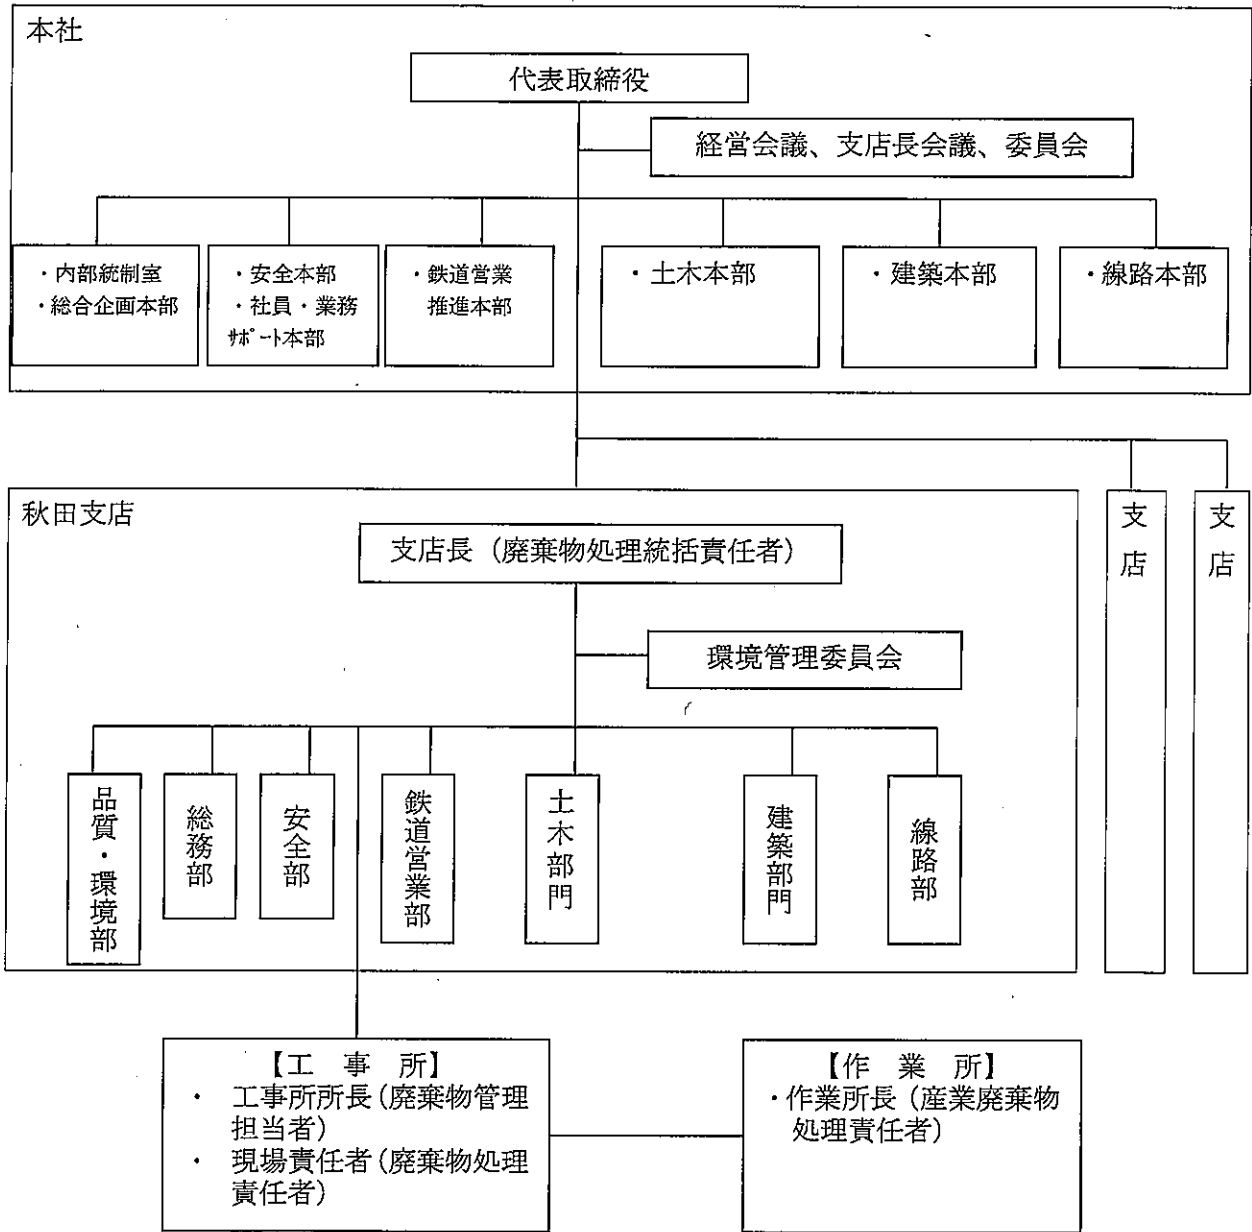 本社
代表取締役
経営会議、支店長会議、委員会
・内部統制室
・総合企画本部
・安全本部
・社員・業務
ｻﾎﾟｰﾄ本部
・鉄道営業
推進本部
・土木本部
・建築本部
・線路本部
秋田支店
支店長（廃棄物処理統括責任者）
環境管理委員会
品質・環境部
総務部
安全部
鉄道営業部
土木部門
建築部門
線路部
支店
支店
【工　事　所】
・　工事所所長（廃棄物管理
担当者）
・　現場責任者（廃棄物処理
責任者）
【作　業　所】
・作業所長（産業廃棄物
処理責任者）